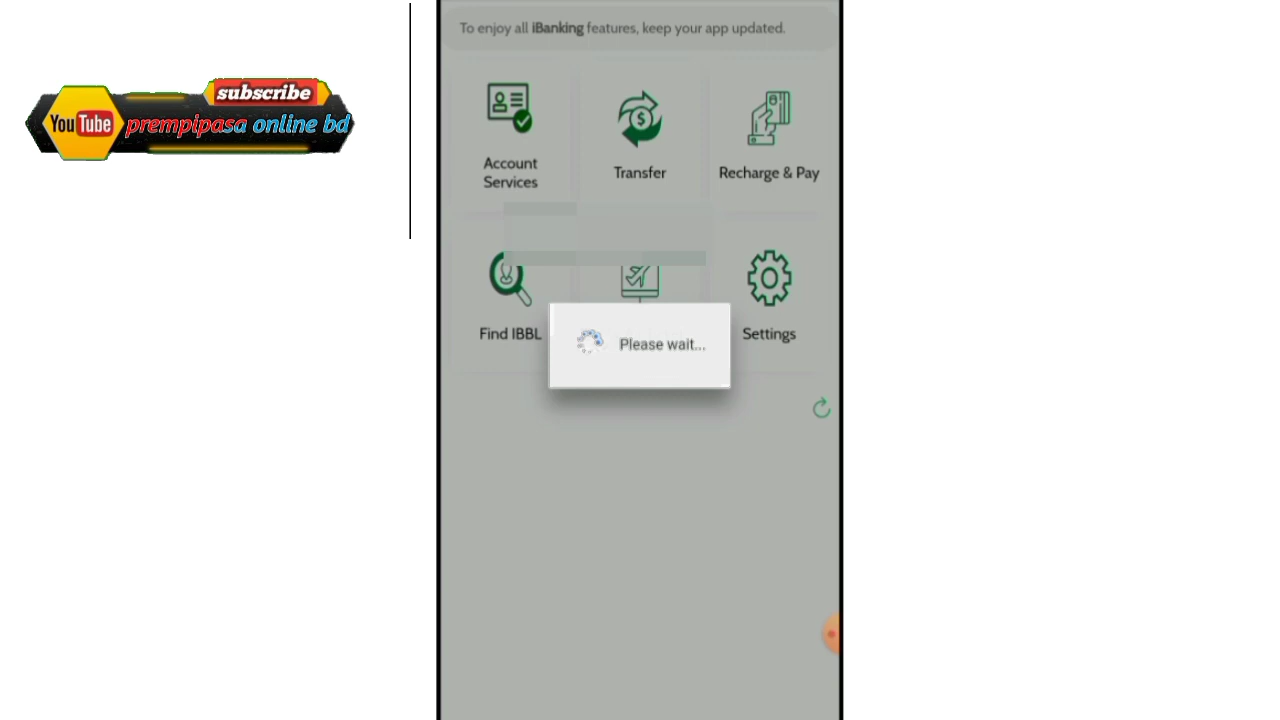 subscribe
YouTube prempipasa online bd
To enjoy all iBanking features, keep your app updated.
Account
Services
Transfer
Recharge & Pay
Find IBBL
Settings
Please wait...